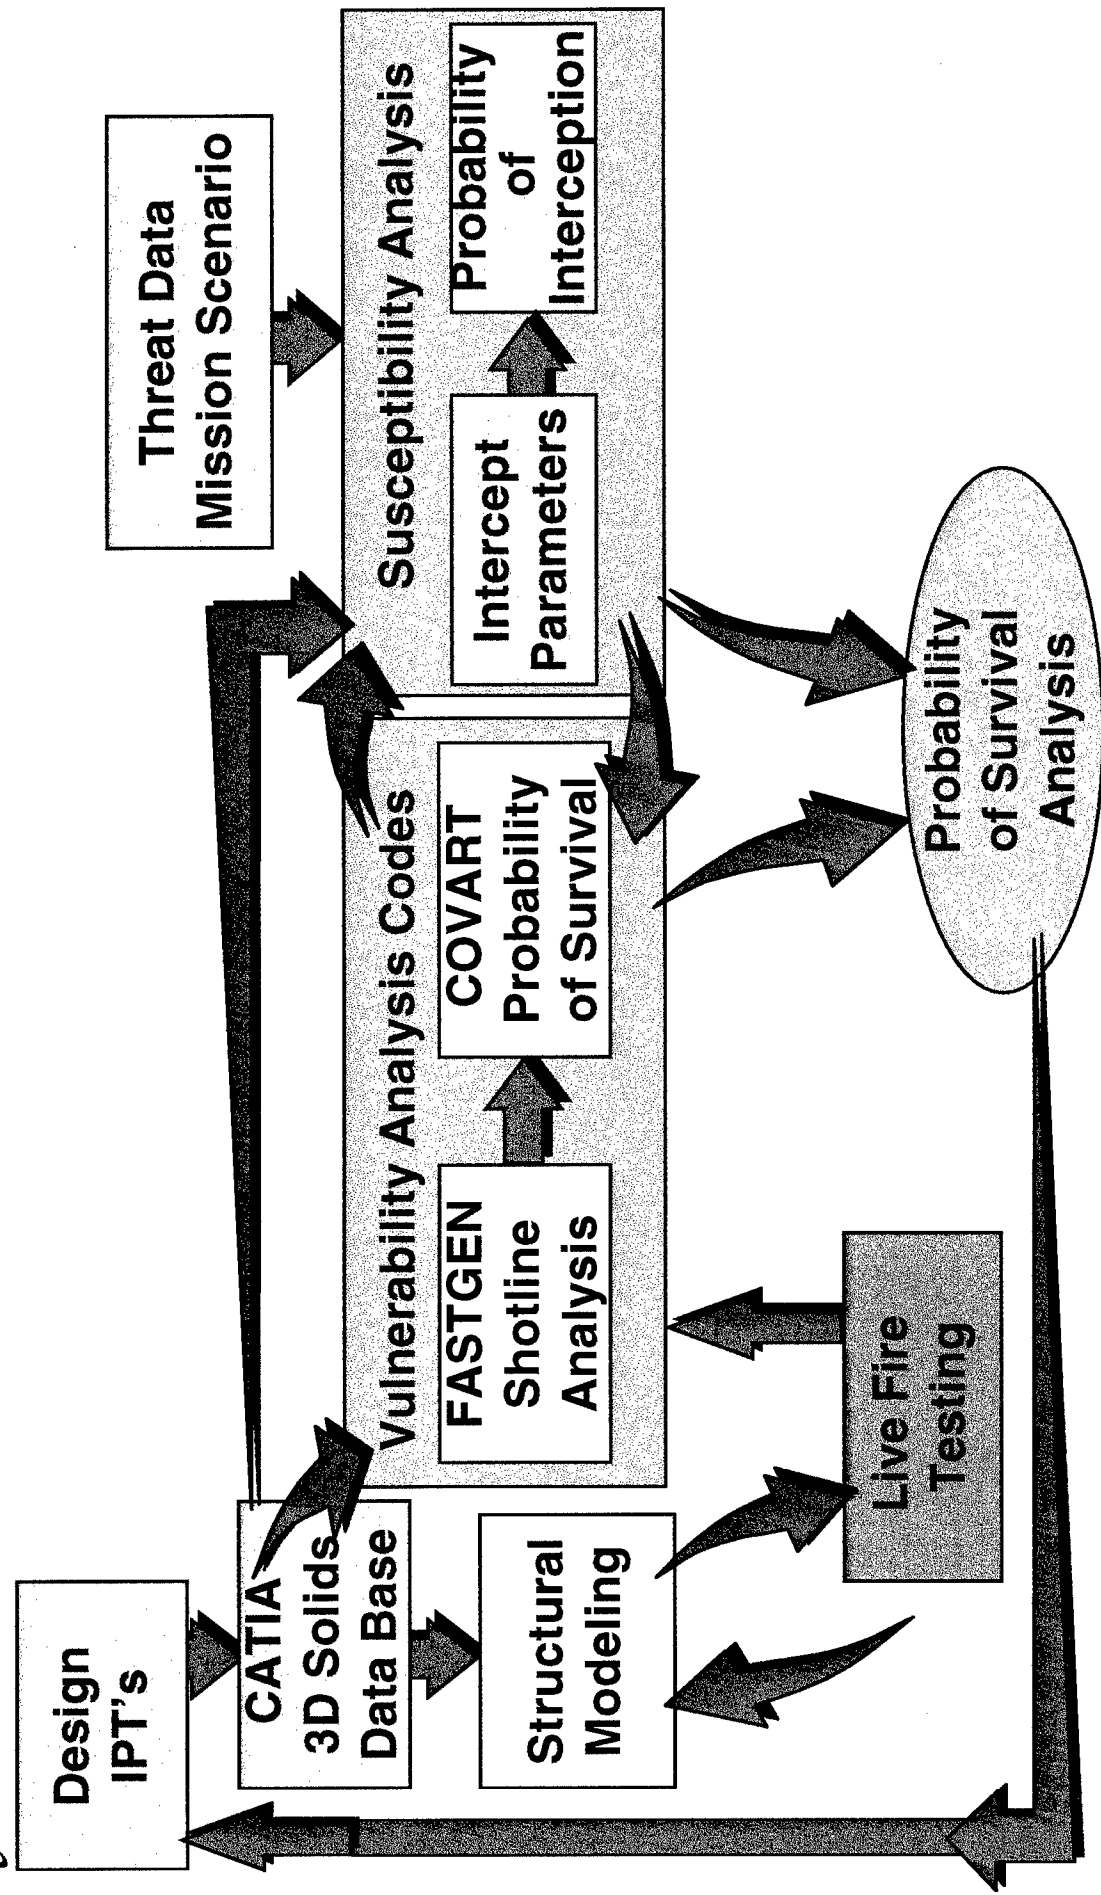 Design
IPT's
CATIA
3D Solids
Data Base
Structural
Modeling
Threat Data
Mission Scenario
Vulnerability Analysis Codes
FASTGEN
Shotline
Analysis
COVART
Probability
of Survival
Susceptibility Analysis
Intercept
Parameters
Probability
of
Interception
Live Fire
Testing
Probability
of Survival
Analysis